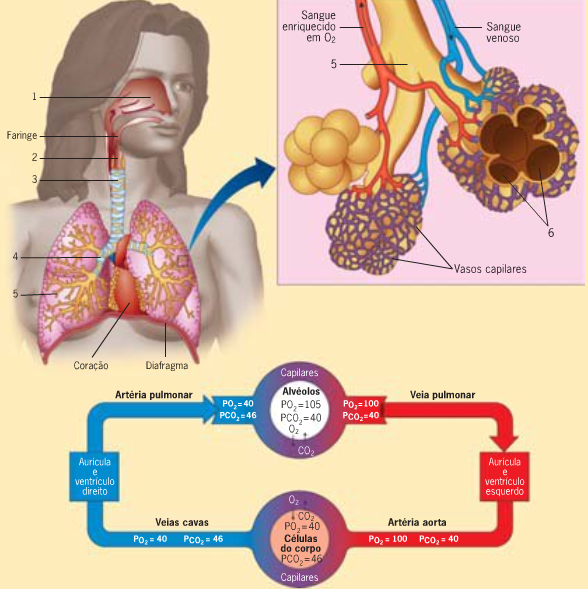 1
Faringe
2
3
4
5
Coração
Diafragma
Sangue
enriquecido
em O₂
Sangue
venoso
5
6
Vasos capilares
Capilares
Artéria pulmonar
PO₂=40
PCO₂=46
Alvéolos
PO₂=105
PCO₂=40
O₂
CO₂
PO₂=100
PCO₂=40
Veia pulmonar
Aurícula
e
ventrículo
direito
Aurícula
e
ventrículo
esquerdo
Veias cavas
PO₂=40 PCO₂=46
O₂
CO₂
PO₂=40
Células
do corpo
PCO₂=46
Capilares
Artéria aorta
PO₂=100 PCO₂=40